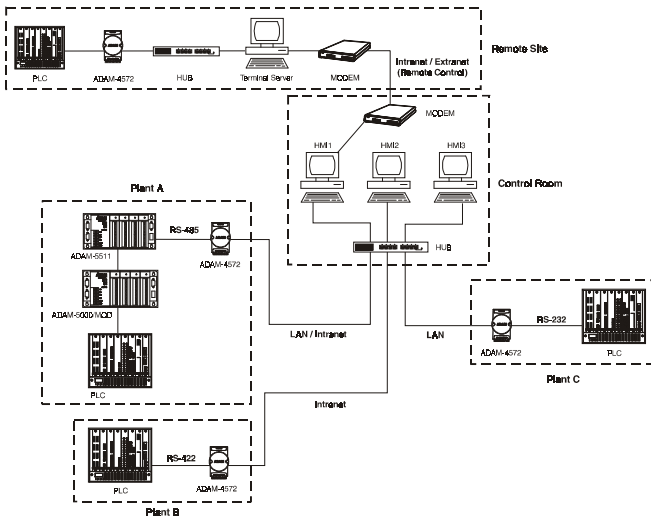 Remote Site
PLC
ADAM-4572
HUB
Terminal Server
MODEM
Intranet / Extranet
(Remote Control)
MODEM
HMI1
HMI2
HMI3
Control Room
HUB
Plant A
RS-485
ADAM-5511
ADAM-4572
ADAM-5000/MOD
PLC
LAN / Intranet
LAN
RS-232
ADAM-4572
PLC
Plant C
Intranet
RS-422
PLC
ADAM-4572
Plant B